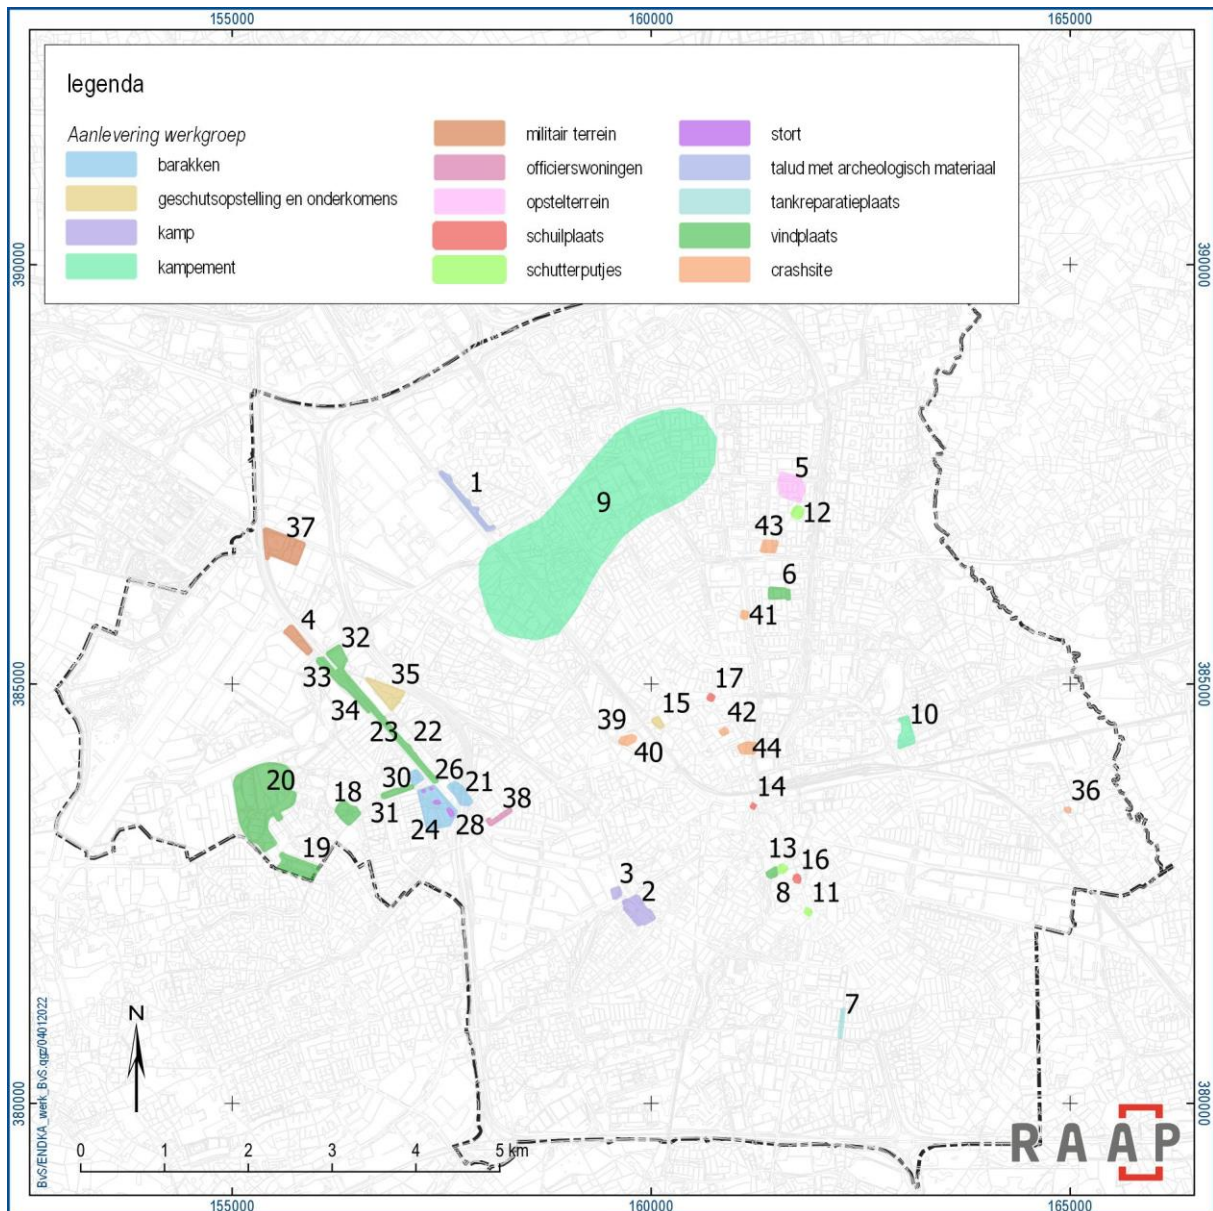 155000 160000 165000
legenda
Aanlevering werkgroep
barakken
geschutsopstelling en onderkomens
kamp
kampement
militair terrein
officierswoningen
opstelterrein
schuilplaats
schutterputjes
stort
talud met archeologisch materiaal
tankreparatieplaats
vindplaats
crashsite
390000 390000
5
1
9
12
43
37
6
41
4
32
33
35
17
34
15
10
39
42
23
22
40
44
30
26
21
20
18
14
36
31
38
24
28
19
13
16
3
2
8
11
7
385000 385000
N
BvS/ENDKA_werk_BvS.qgz/04012022
380000 380000
0 1 2 3 4 5 km
RAAP
155000 160000 165000